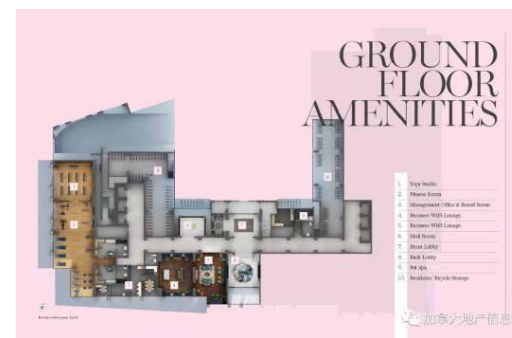 GROUND
FLOOR
AMENITIES
1. Yoga Studio
2. Fitness Room
3. Management Office & Board Room
4. Business WiFi Lounge
5. Business WiFi Lounge
6. Mail Room
7. Front Lobby
8. Back Lobby
9. Pet Spa
10. Residents' Bicycle Storage
加拿大地产信息